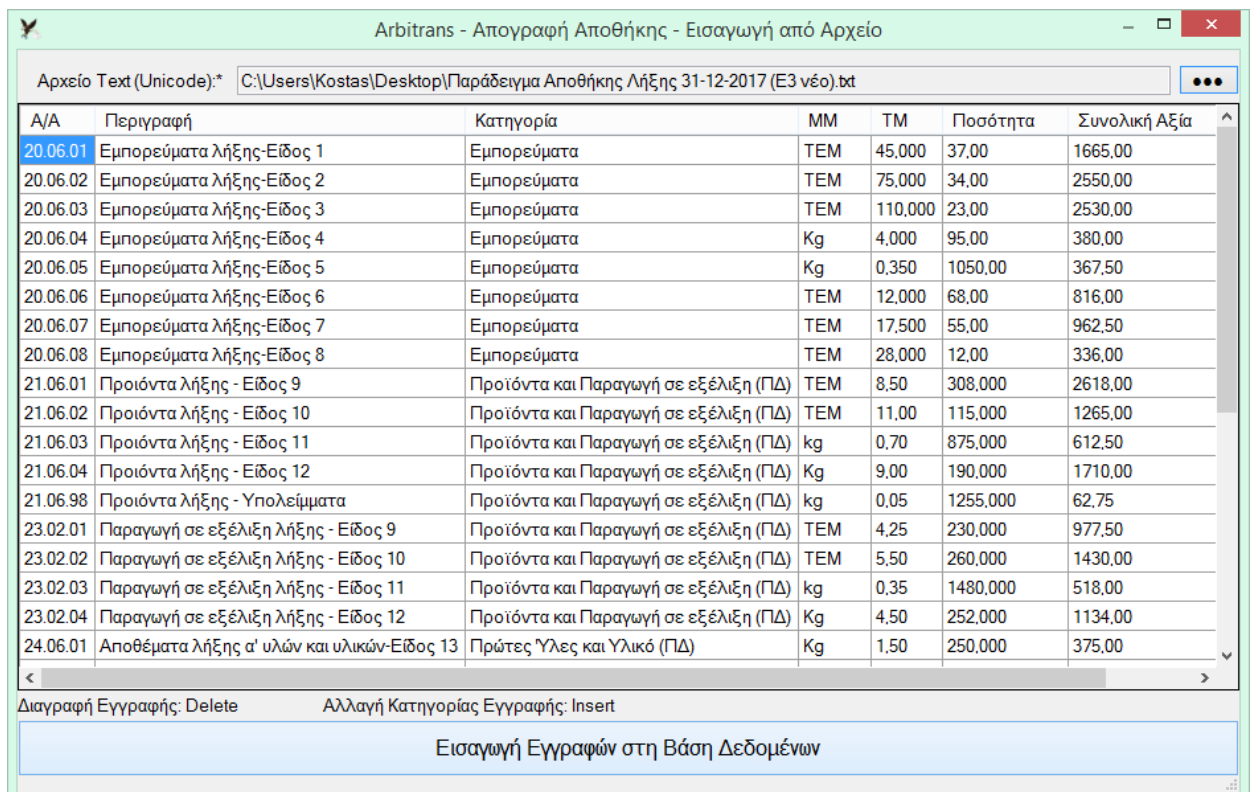 Arbitrans - Απογραφή Αποθήκης - Εισαγωγή από Αρχείο
Αρχείο Text (Unicode):* C:\Users\Kostas\Desktop\Παράδειγμα Αποθήκης Λήξης 31-12-2017 (Ε3 νέο).txt
Α/Α Περιγραφή Κατηγορία ΜΜ ΤΜ Ποσότητα Συνολική Αξία
20.06.01 Εμπορεύματα λήξης-Είδος 1 Εμπορεύματα ΤΕΜ 45,000 37,00 1665,00
20.06.02 Εμπορεύματα λήξης-Είδος 2 Εμπορεύματα ΤΕΜ 75,000 34,00 2550,00
20.06.03 Εμπορεύματα λήξης-Είδος 3 Εμπορεύματα ΤΕΜ 110,000 23,00 2530,00
20.06.04 Εμπορεύματα λήξης-Είδος 4 Εμπορεύματα Kg 4,000 95,00 380,00
20.06.05 Εμπορεύματα λήξης-Είδος 5 Εμπορεύματα Kg 0,350 1050,00 367,50
20.06.06 Εμπορεύματα λήξης-Είδος 6 Εμπορεύματα ΤΕΜ 12,000 68,00 816,00
20.06.07 Εμπορεύματα λήξης-Είδος 7 Εμπορεύματα ΤΕΜ 17,500 55,00 962,50
20.06.08 Εμπορεύματα λήξης-Είδος 8 Εμπορεύματα ΤΕΜ 28,000 12,00 336,00
21.06.01 Προιόντα λήξης - Είδος 9 Προϊόντα και Παραγωγή σε εξέλιξη (ΠΔ) ΤΕΜ 8,50 308,000 2618,00
21.06.02 Προιόντα λήξης - Είδος 10 Προϊόντα και Παραγωγή σε εξέλιξη (ΠΔ) ΤΕΜ 11,00 115,000 1265,00
21.06.03 Προιόντα λήξης - Είδος 11 Προϊόντα και Παραγωγή σε εξέλιξη (ΠΔ) kg 0,70 875,000 612,50
21.06.04 Προιόντα λήξης - Είδος 12 Προϊόντα και Παραγωγή σε εξέλιξη (ΠΔ) Kg 9,00 190,000 1710,00
21.06.98 Προιόντα λήξης - Υπολείμματα Προϊόντα και Παραγωγή σε εξέλιξη (ΠΔ) kg 0,05 1255,000 62,75
23.02.01 Παραγωγή σε εξέλιξη λήξης - Είδος 9 Προϊόντα και Παραγωγή σε εξέλιξη (ΠΔ) ΤΕΜ 4,25 230,000 977,50
23.02.02 Παραγωγή σε εξέλιξη λήξης - Είδος 10 Προϊόντα και Παραγωγή σε εξέλιξη (ΠΔ) ΤΕΜ 5,50 260,000 1430,00
23.02.03 Παραγωγή σε εξέλιξη λήξης - Είδος 11 Προϊόντα και Παραγωγή σε εξέλιξη (ΠΔ) kg 0,35 1480,000 518,00
23.02.04 Παραγωγή σε εξέλιξη λήξης - Είδος 12 Προϊόντα και Παραγωγή σε εξέλιξη (ΠΔ) Kg 4,50 252,000 1134,00
24.06.01 Αποθέματα λήξης α' υλών και υλικών-Είδος 13 Πρώτες Ύλες και Υλικό (ΠΔ) Kg 1,50 250,000 375,00
Διαγραφή Εγγραφής: Delete Αλλαγή Κατηγορίας Εγγραφής: Insert
Εισαγωγή Εγγραφών στη Βάση Δεδομένων